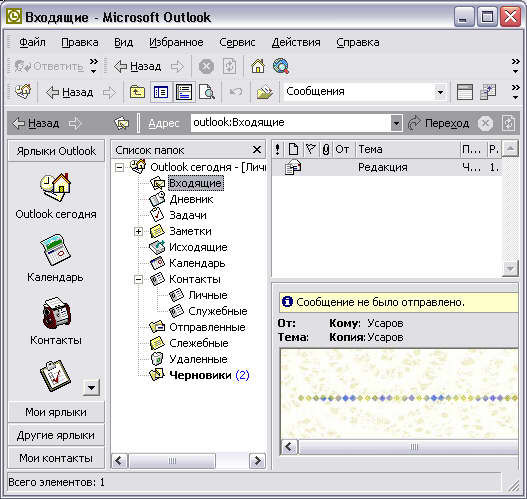 Входящие - Microsoft Outlook
Файл Правка Вид Избранное Сервис Действия Справка
Ответить Назад
Назад Сообщения
Назад Адрес outlook:Входящие Переход
Ярлыки Outlook
Outlook сегодня
Календарь
Контакты
Мои ярлыки
Другие ярлыки
Мои контакты
Список папок
Outlook сегодня - [Личн
Входящие
Дневник
Задачи
Заметки
Исходящие
Календарь
Контакты
Личные
Служебные
Отправленные
Слежебные
Удаленные
Черновики (2)
! От Тема П... Р.
Редакция Ч... 1.
Сообщение не было отправлено.
От: Кому: Усаров
Тема: Копия: Усаров
Всего элементов: 1